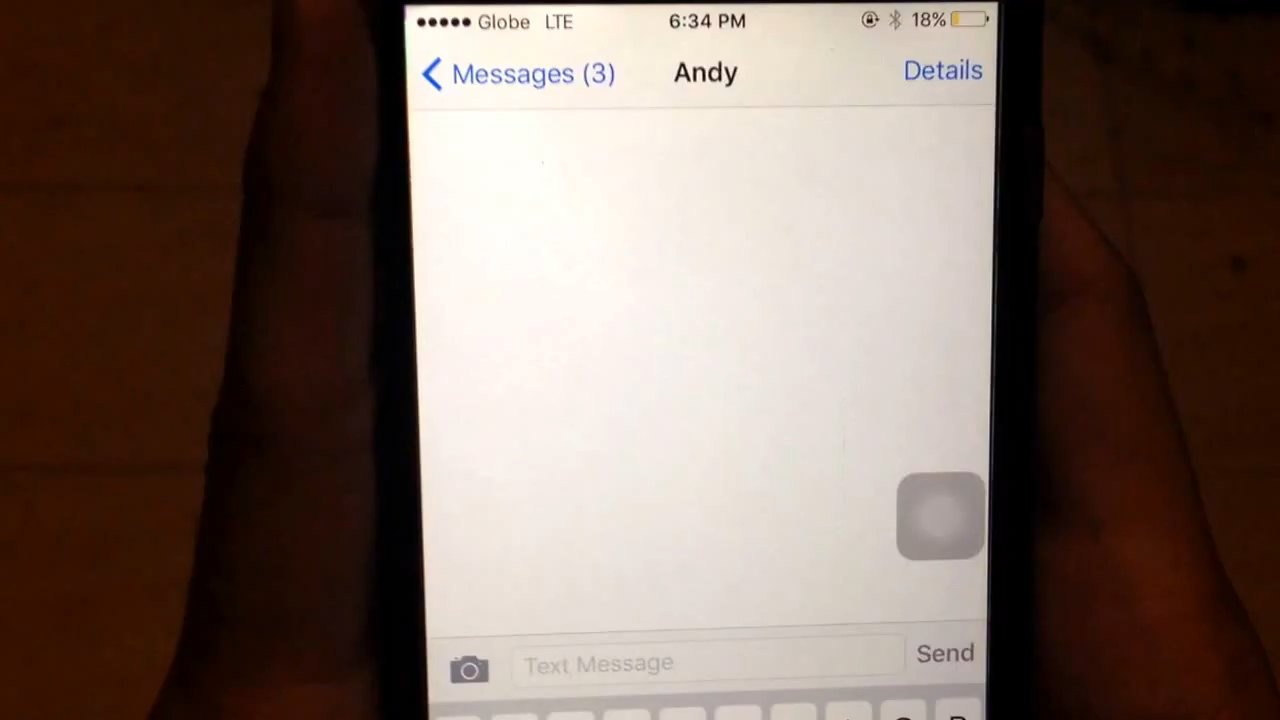 Globe LTE 6:34 PM 18%
Messages (3) Andy Details
Text Message Send